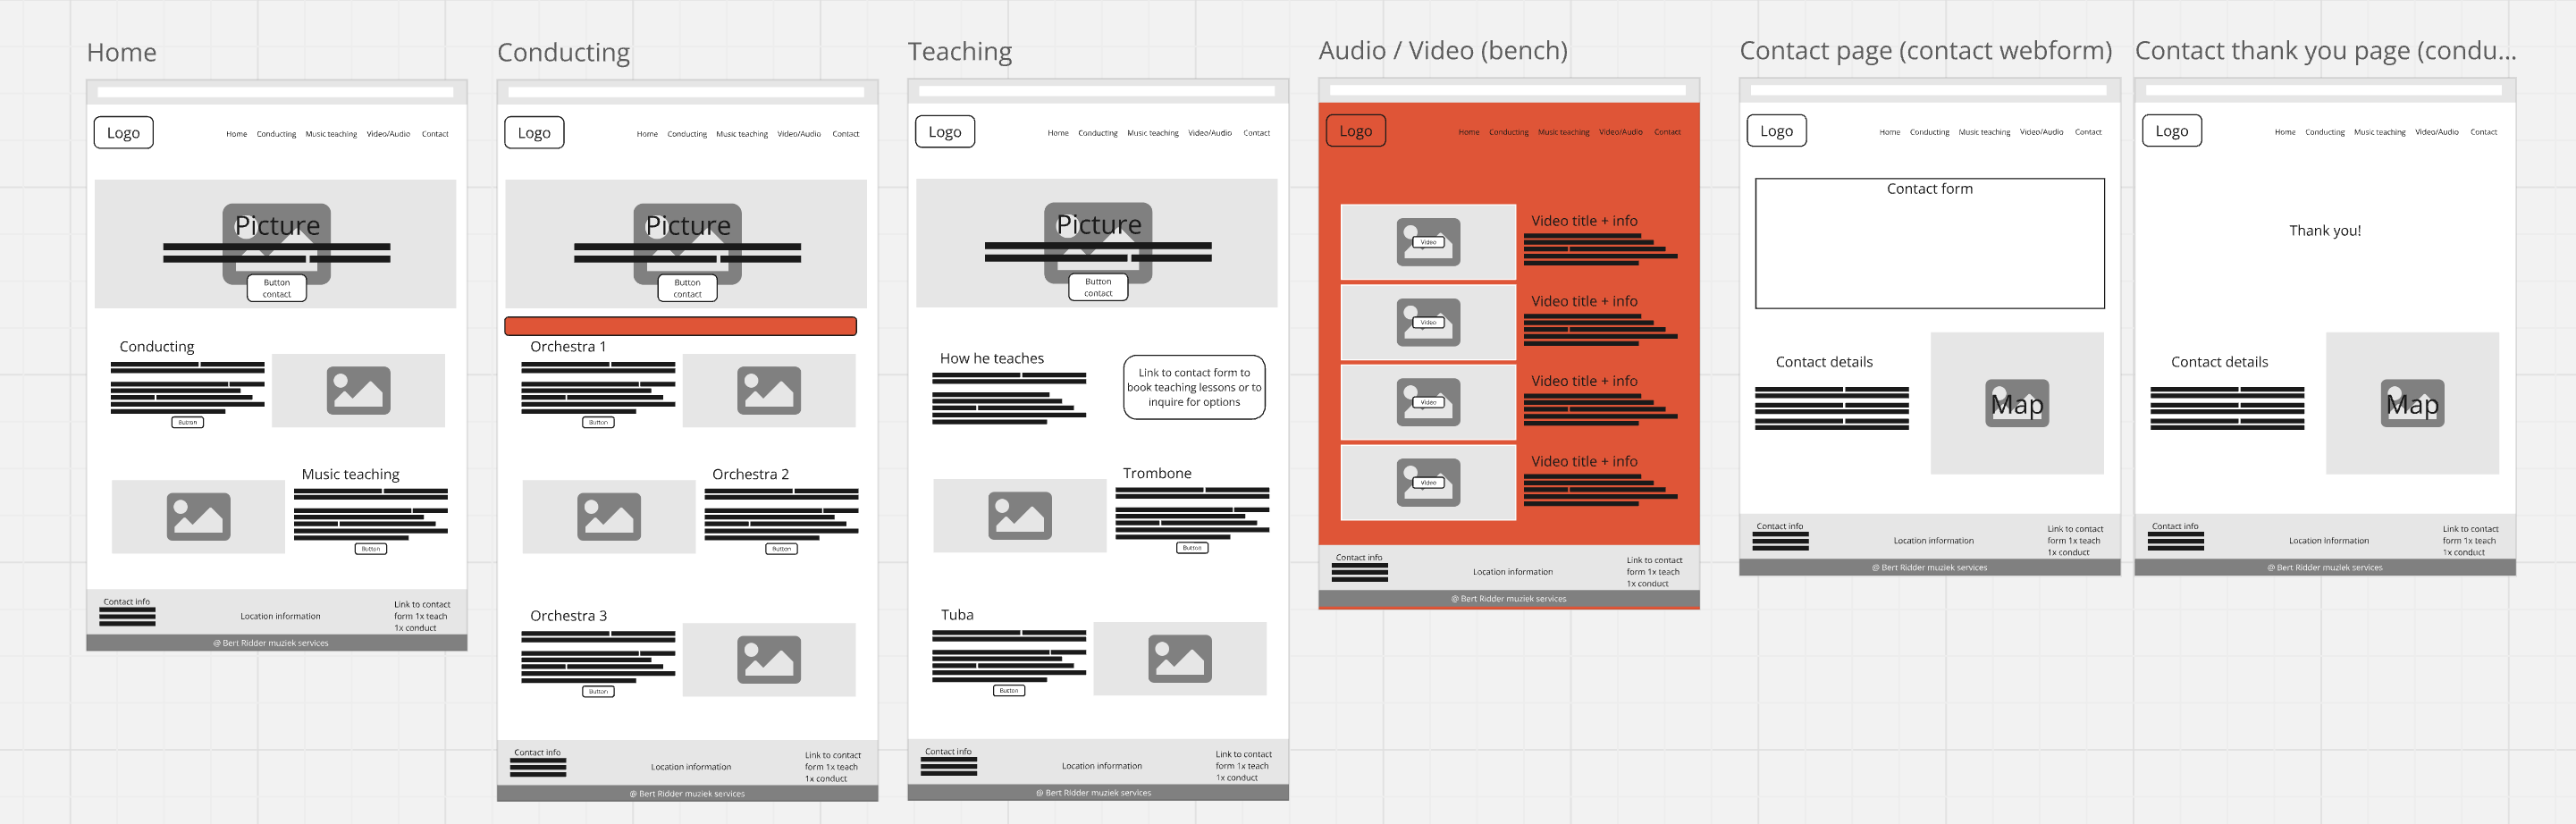 Home
Logo
Home Conducting Music teaching Video/Audio Contact
Picture
Button
contact
Conducting
Button
Music teaching
Button
Contact info
Location information
Link to contact
form 1x teach
1x conduct
@ Bert Ridder muziek services
Conducting
Logo
Home Conducting Music teaching Video/Audio Contact
Picture
Button
contact
Orchestra 1
Button
Orchestra 2
Button
Orchestra 3
Button
Contact info
Location information
Link to contact
form 1x teach
1x conduct
@ Bert Ridder muziek services
Teaching
Logo
Home Conducting Music teaching Video/Audio Contact
Picture
Button
contact
How he teaches
Link to contact form to
book teaching lessons or to
inquire for options
Trombone
Button
Tuba
Button
Contact info
Location information
Link to contact
form 1x teach
1x conduct
@ Bert Ridder muziek services
Audio / Video (bench)
Logo
Home Conducting Music teaching Video/Audio Contact
Video
Video title + info
Video
Video title + info
Video
Video title + info
Video
Video title + info
Contact info
Location information
Link to contact
form 1x teach
1x conduct
@ Bert Ridder muziek services
Contact page (contact webform)
Logo
Home Conducting Music teaching Video/Audio Contact
Contact form
Contact details
Map
Contact info
Location information
Link to contact
form 1x teach
1x conduct
@ Bert Ridder muziek services
Contact thank you page (condu...
Logo
Home Conducting Music teaching Video/Audio Contact
Thank you!
Contact details
Map
Contact info
Location information
Link to contact
form 1x teach
1x conduct
@ Bert Ridder muziek services